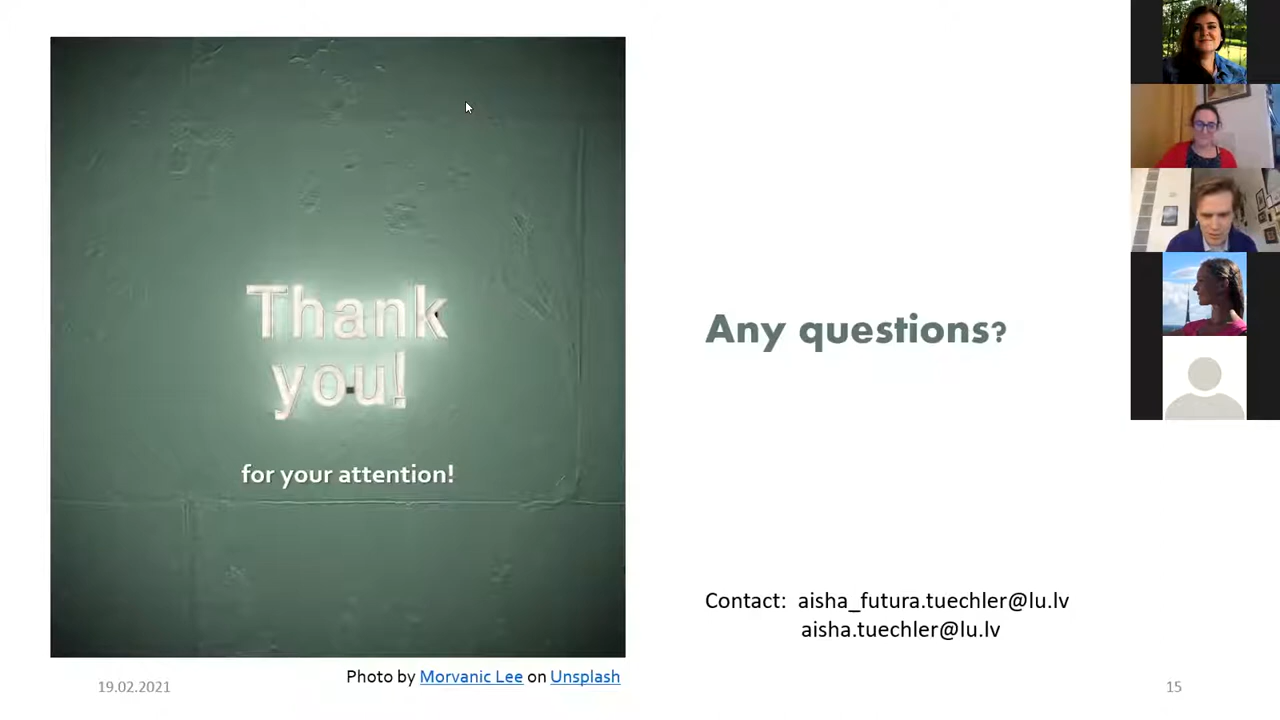 Thank
you!
for your attention!
Any questions?
Contact: aisha_futura.tuechler@lu.lv
aisha.tuechler@lu.lv
Photo by Morvanic Lee on Unsplash
19.02.2021
15